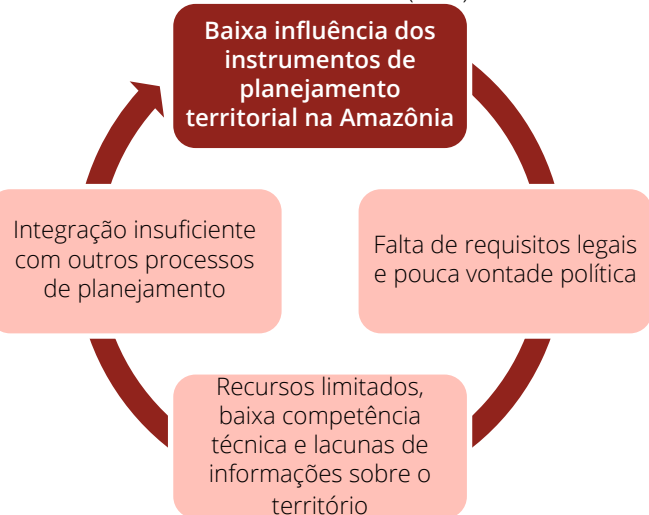 Baixa influência dos
instrumentos de
planejamento
territorial na Amazônia
Integração insuficiente
com outros processos
de planejamento
Falta de requisitos legais
e pouca vontade política
Recursos limitados,
baixa competência
técnica e lacunas de
informações sobre o
território